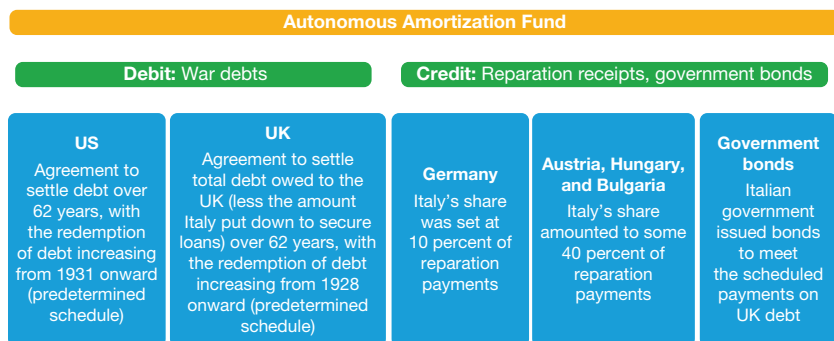 Autonomous Amortization Fund
Debit: War debts
Credit: Reparation receipts, government bonds
US
Agreement to
settle debt over
62 years, with
the redemption
of debt increasing
from 1931 onward
(predetermined
schedule)
UK
Agreement to settle
total debt owed to the
UK (less the amount
Italy put down to secure
loans) over 62 years, with
the redemption of debt
increasing from 1928
onward (predetermined
schedule)
Germany
Italy's share
was set at
10 percent of
reparation
payments
Austria, Hungary,
and Bulgaria
Italy's share
amounted to some
40 percent of
reparation
payments
Government
bonds
Italian
government
issued bonds
to meet
the scheduled
payments on
UK debt